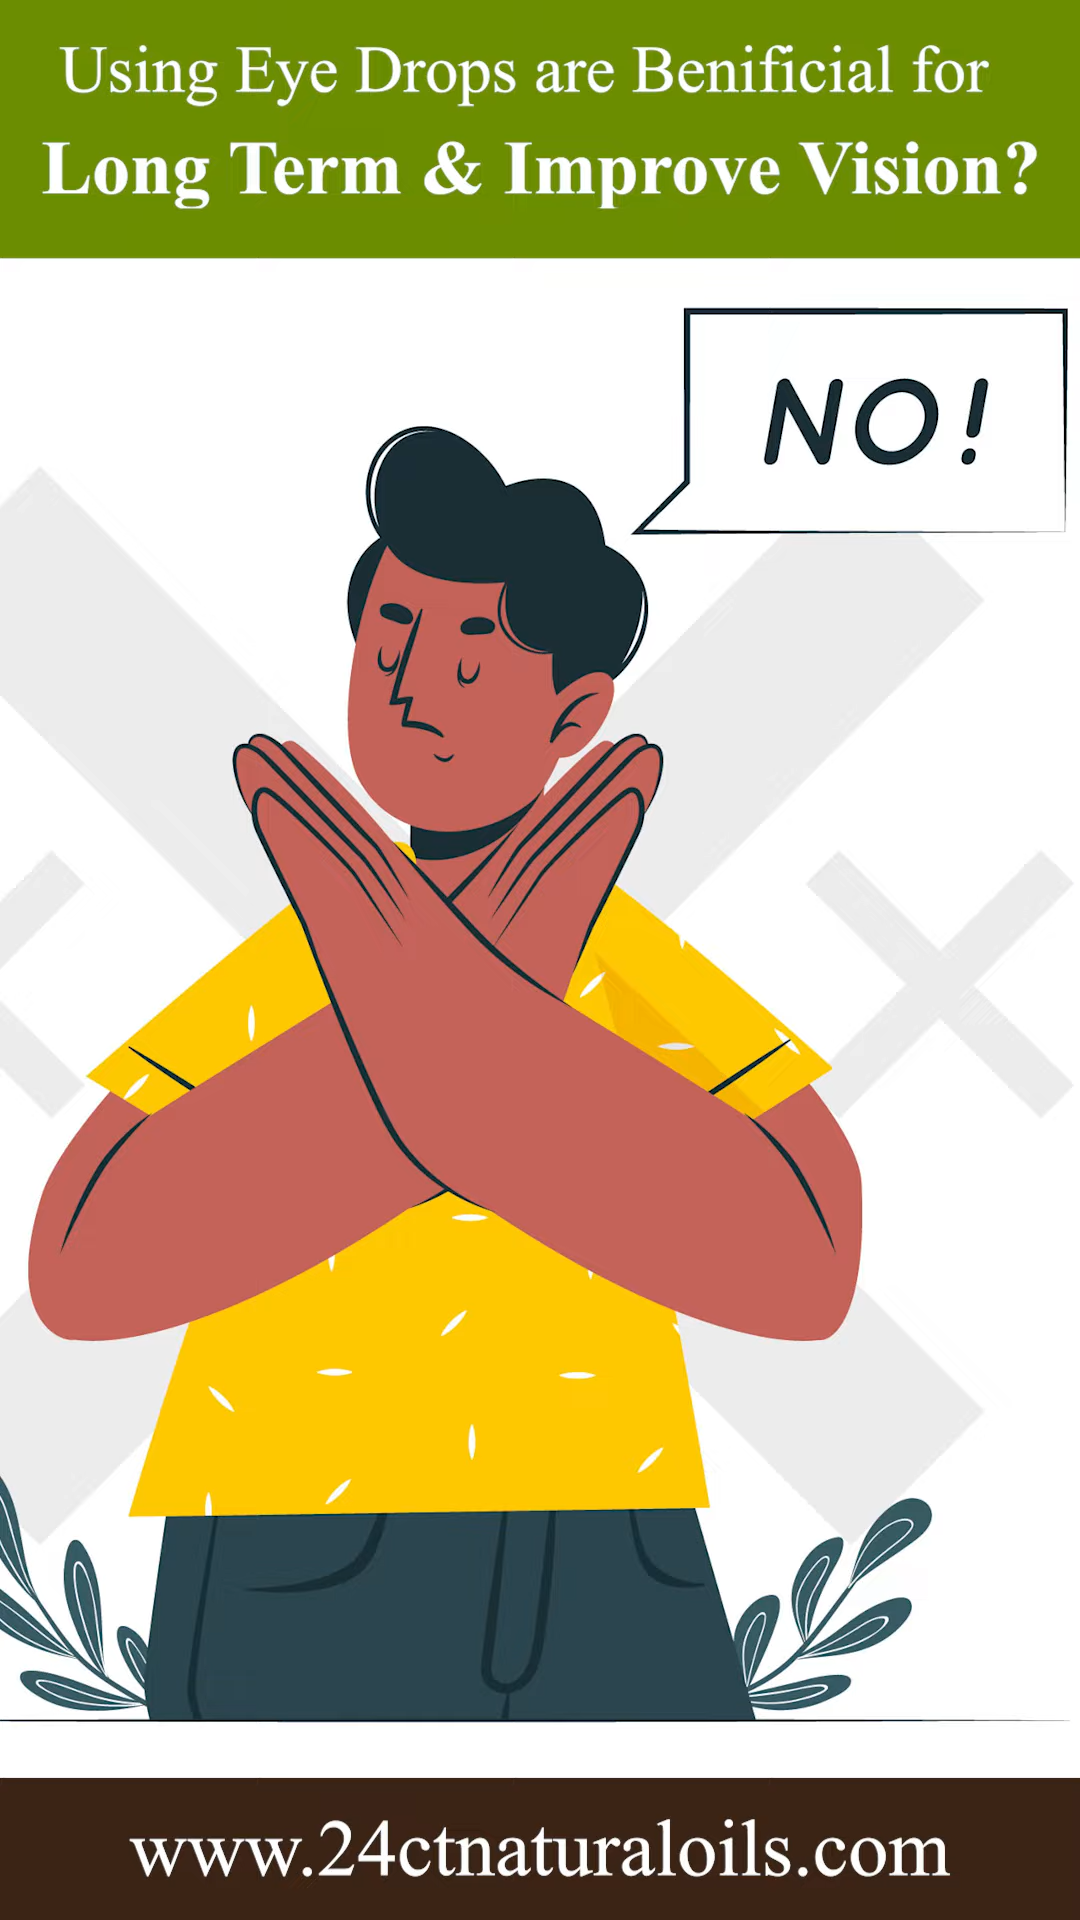 Using Eye Drops are Benificial for
Long Term & Improve Vision?
NO!
www.24ctnaturaloils.com